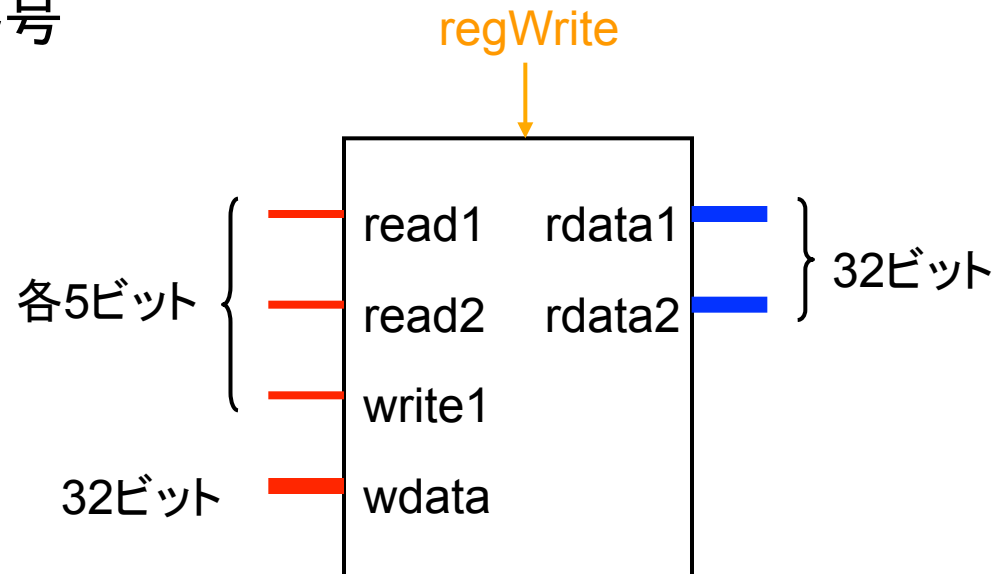 号
regWrite
read1 rdata1
各5ビット
32ビット
read2 rdata2
write1
32ビット
wdata